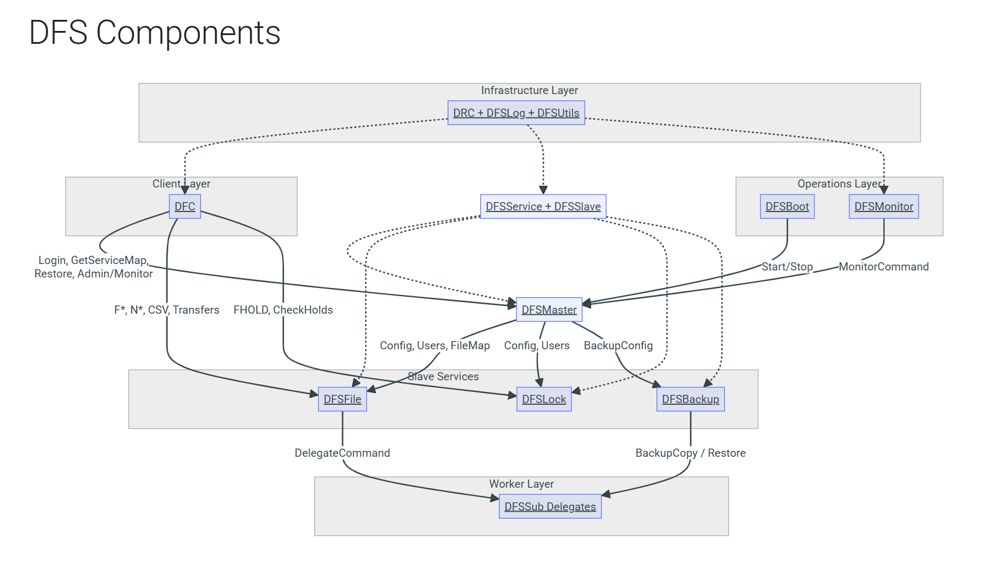 DFS Components
Infrastructure Layer
DRC + DFSLog + DFSUtils
Client Layer
DFC
DFSService + DFSSlave
Operations Layer
DFSBoot
DFSMonitor
Login, GetServiceMap,
Restore, Admin/Monitor
Start/Stop
MonitorCommand
F*, N*, CSV, Transfers
FHOLD, CheckHolds
DFSMaster
Config, Users, FileMap
Config, Users
BackupConfig
Slave Services
DFSFile
DFSLock
DFSBackup
DelegateCommand
BackupCopy / Restore
Worker Layer
DFSSub Delegates